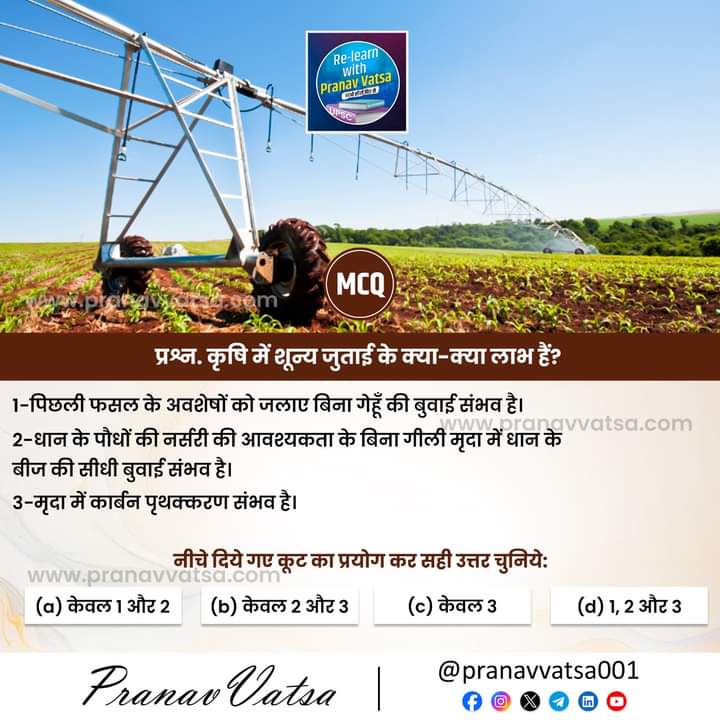 Re-learn
with
Pranav Vatsa
UPSC
MCQ
www.pranavvatsa.com
प्रश्न. कृषि में शून्य जुताई के क्या-क्या लाभ हैं?
1-पिछली फसल के अवशेषों को जलाए बिना गेहूँ की बुवाई संभव है।
www.pranavvatsa.com
2-धान के पौधों की नर्सरी की आवश्यकता के बिना गीली मृदा में धान के
बीज की सीधी बुवाई संभव है।
3-मृदा में कार्बन पृथक्करण संभव है।
नीचे दिये गए कूट का प्रयोग कर सही उत्तर चुनिये:
www.pranavvatsa.com
(a) केवल 1 और 2 (b) केवल 2 और 3 (c) केवल 3 (d) 1, 2 और 3
Pranav Vatsa
@pranavvatsa001